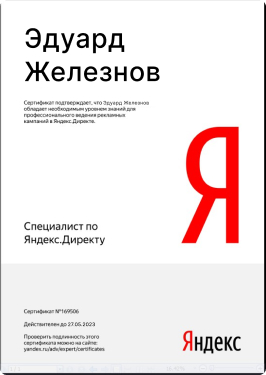 Эдуард
Железнов
Сертификат подтверждает, что Эдуард Железнов
обладает необходимым уровнем знаний для
профессионального ведения рекламных
кампаний в Яндекс.Директе.
Я
Специалист по
Яндекс.Директу
Сертификат №169506
Действителен до 27.05.2023
Проверить подлинность этого
сертификата можно на сайте:
yandex.ru/adv/expert/certificates
Яндекс